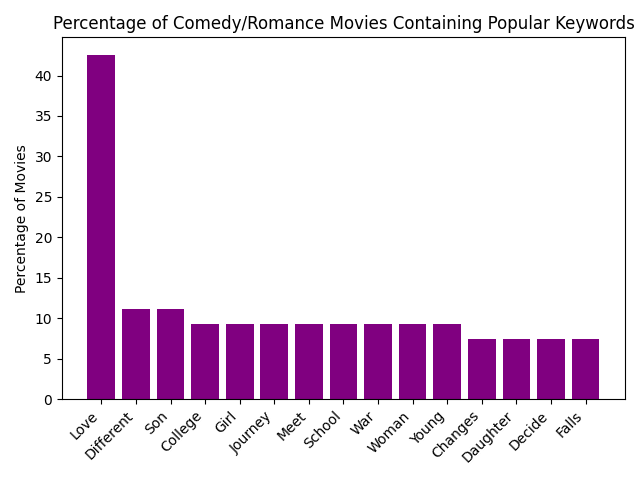 Percentage of Comedy/Romance Movies Containing Popular Keywords
Percentage of Movies
40
35
30
25
20
15
10
5
0
Love
Different
Son
College
Girl
Journey
Meet
School
War
Woman
Young
Changes
Daughter
Decide
Falls